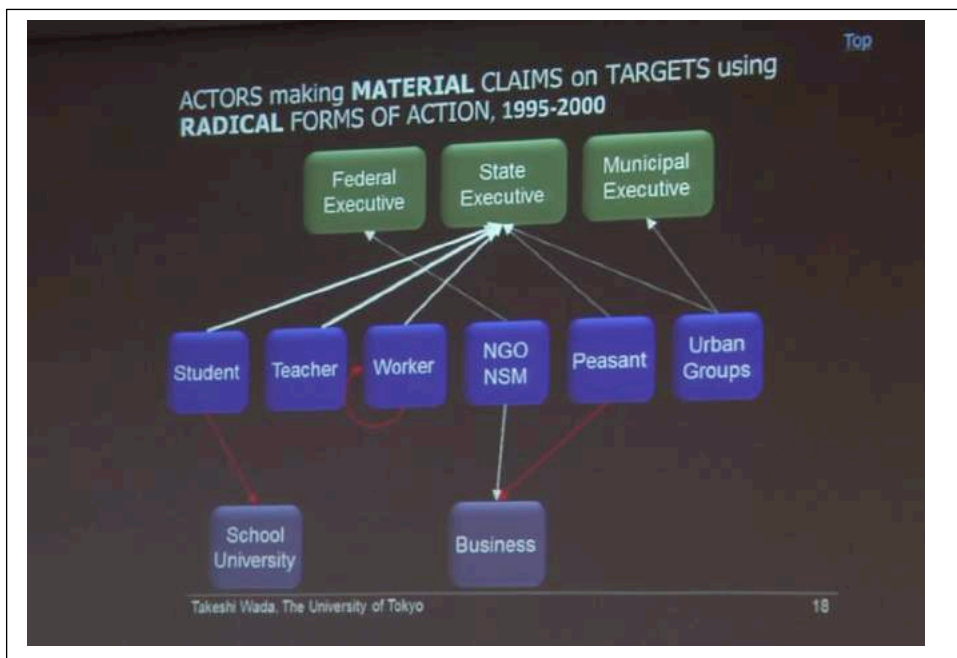 Top
ACTORS making MATERIAL CLAIMS on TARGETS using
RADICAL FORMS OF ACTION, 1995-2000
Federal
Executive
State
Executive
Municipal
Executive
Student
Teacher
Worker
NGO
NSM
Peasant
Urban
Groups
School
University
Business
Takeshi Wada, The University of Tokyo
18